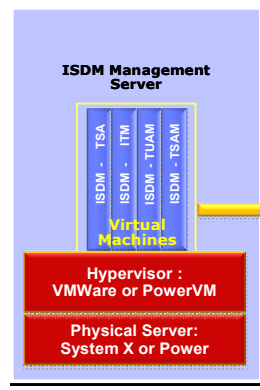 ISDM Management
Server
ISDM - TSA
ISDM - ITM
ISDM - TUAM
ISDM - TSAM
Virtual
Machines
Hypervisor :
VMWare or PowerVM
Physical Server:
System X or Power